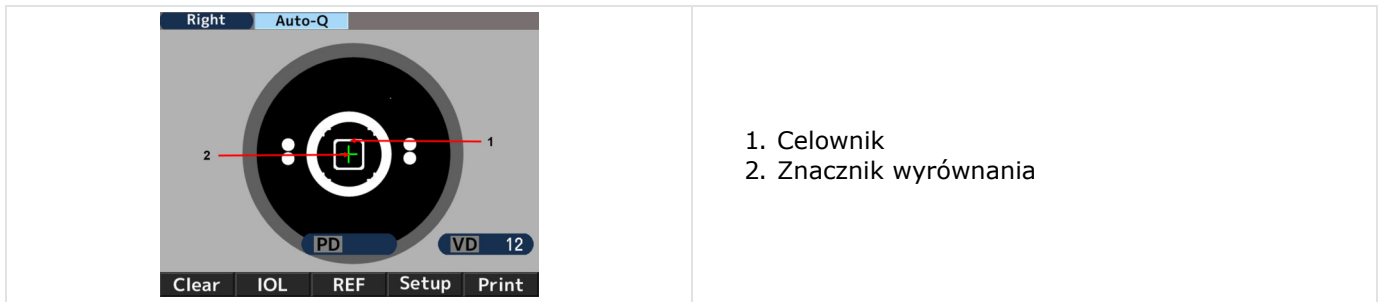 Right Auto-Q
1
2
PD VD 12
Clear IOL REF Setup Print
1. Celownik
2. Znacznik wyrównania